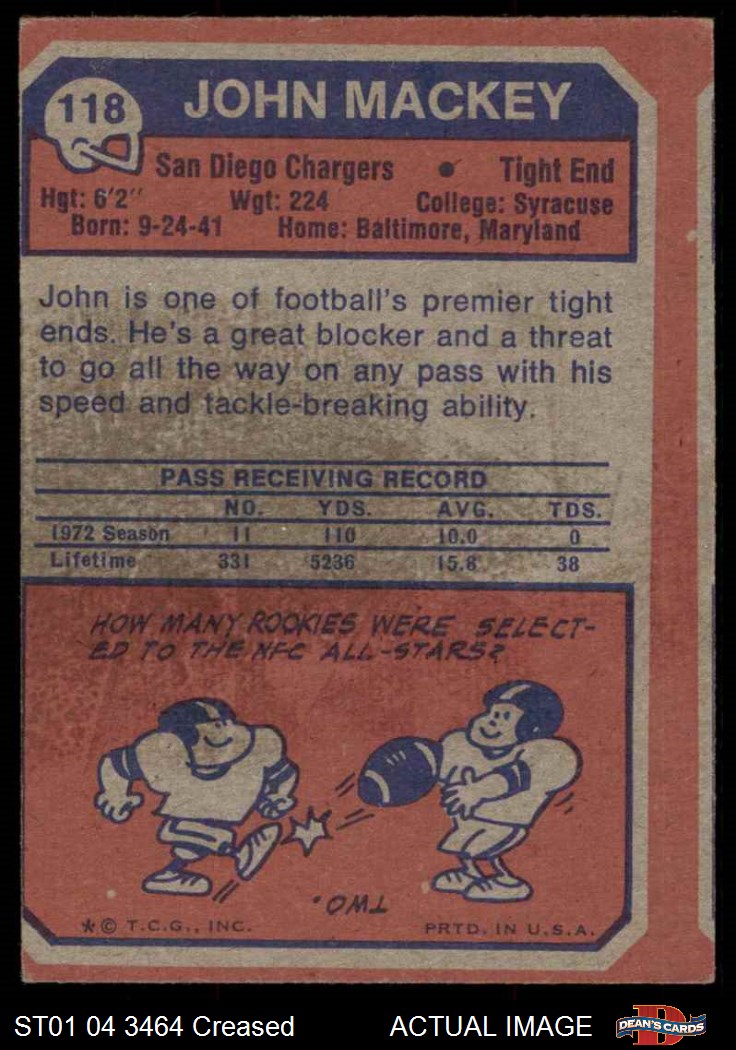 118
JOHN MACKEY
San Diego Chargers • Tight End
Hgt: 6'2" Wgt: 224 College: Syracuse
Born: 9-24-41 Home: Baltimore, Maryland
John is one of football's premier tight
ends. He's a great blocker and a threat
to go all the way on any pass with his
speed and tackle-breaking ability.
PASS RECEIVING RECORD
NO. YDS. AVG. TDS.
1972 Season 11 110 10.0 0
Lifetime 331 5236 15.8 38
HOW MANY ROOKIES WERE SELECT-
ED TO THE NFC ALL-STARS?
TWO.
*© T.C.G., INC. PRTD. IN U.S.A.
ST01 04 3464 Creased ACTUAL IMAGE
D
DEAN'S CARDS